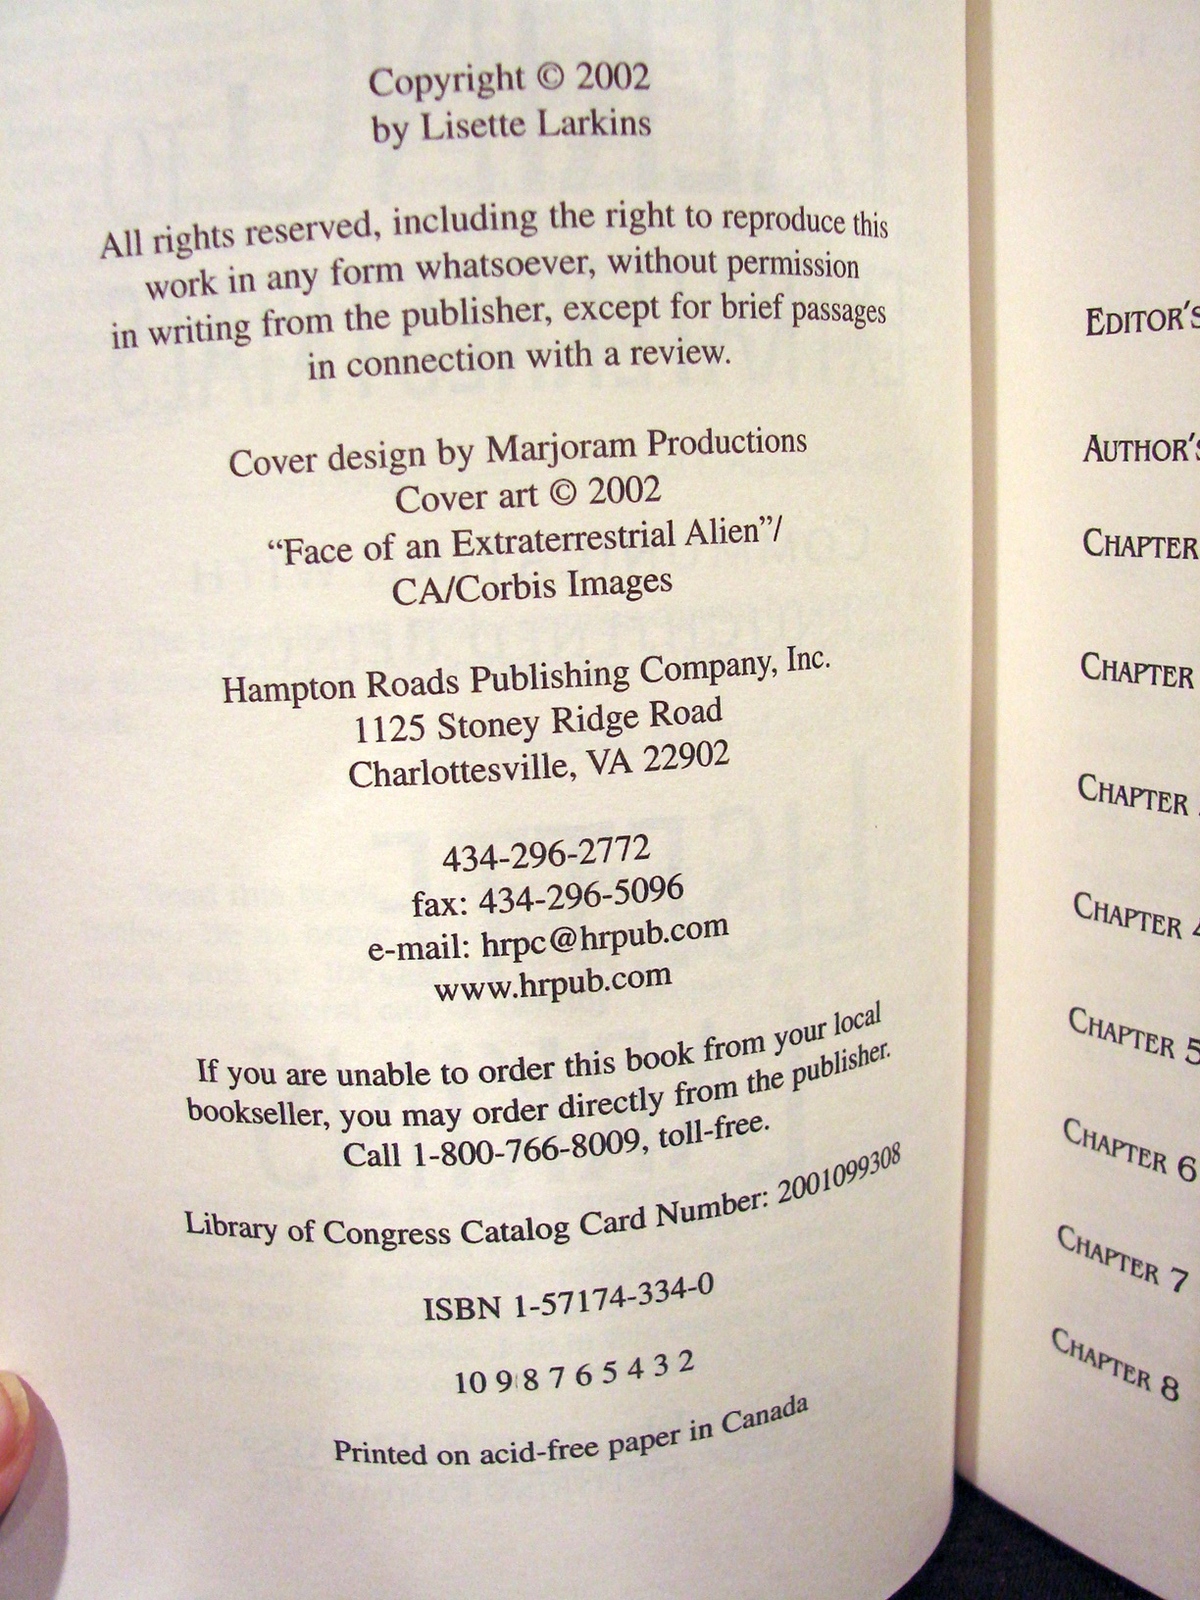 Copyright © 2002
by Lisette Larkins
All rights reserved, including the right to reproduce this
work in any form whatsoever, without permission
in writing from the publisher, except for brief passages
in connection with a review.
Cover design by Marjoram Productions
Cover art © 2002
“Face of an Extraterrestrial Alien”/
CA/Corbis Images
Hampton Roads Publishing Company, Inc.
1125 Stoney Ridge Road
Charlottesville, VA 22902
434-296-2772
fax: 434-296-5096
e-mail: hrpc@hrpub.com
www.hrpub.com
If you are unable to order this book from your local
bookseller, you may order directly from the publisher.
Call 1-800-766-8009, toll-free.
Library of Congress Catalog Card Number: 2001099308
ISBN 1-57174-334-0
10 9 8 7 6 5 4 3 2
Printed on acid-free paper in Canada
EDITOR'S
AUTHOR'S
CHAPTER
CHAPTER
CHAPTER
CHAPTER 4
CHAPTER 5
CHAPTER 6
CHAPTER 7
CHAPTER 8